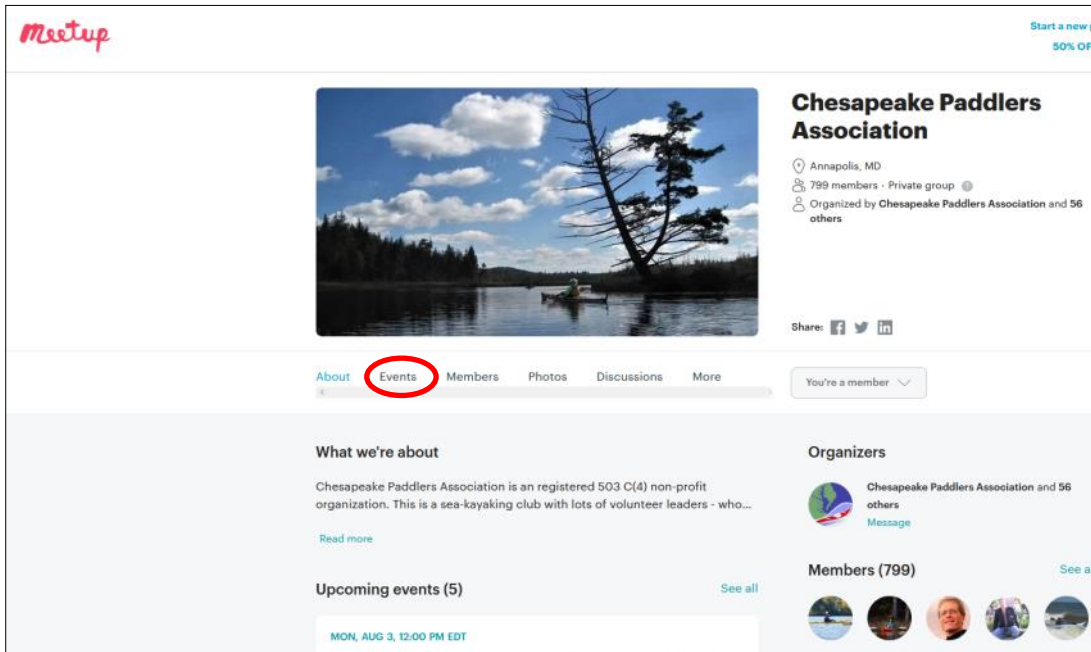 Meetup
Start a new
50% OF
Chesapeake Paddlers
Association
Annapolis, MD
799 members · Private group
Organized by Chesapeake Paddlers Association and 56
others
Share:
About Events Members Photos Discussions More
You're a member
What we're about
Chesapeake Paddlers Association is an registered 503 C(4) non-profit
organization. This is a sea-kayaking club with lots of volunteer leaders - who...
Read more
Upcoming events (5)
See all
MON, AUG 3, 12:00 PM EDT
Organizers
Chesapeake Paddlers Association and 56
others
Message
Members (799)
See a